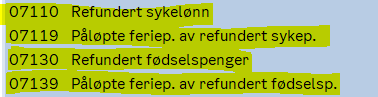 07110 Refundert sykelønn
07119 Påløpte feriep. av refundert sykep.
07130 Refundert fødselspenger
07139 Påløpte feriep. av refundert fødselsp.